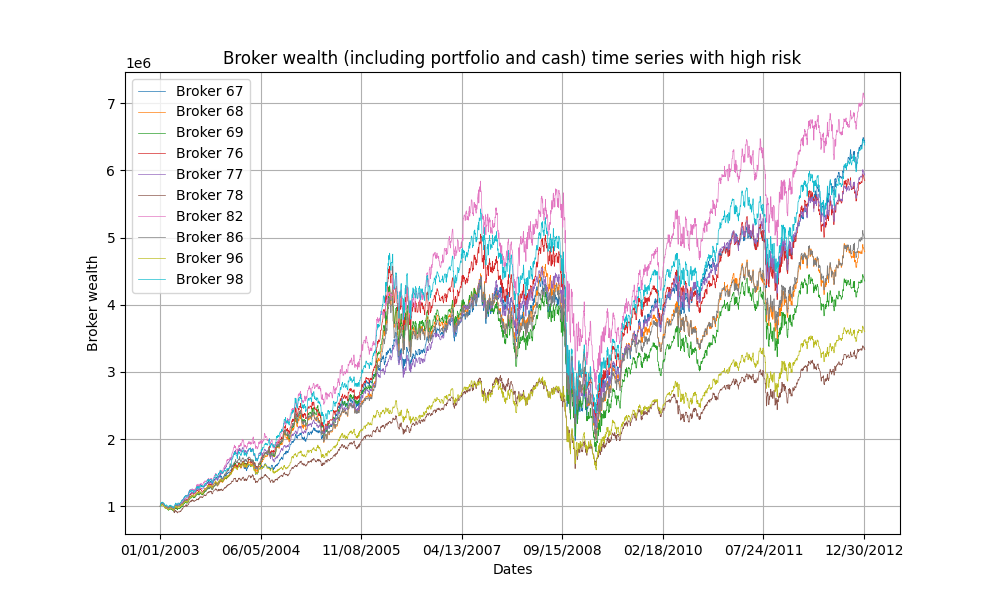 Broker wealth (including portfolio and cash) time series with high risk
1e6
7
6
5
4
3
2
1
Broker wealth
Broker 67
Broker 68
Broker 69
Broker 76
Broker 77
Broker 78
Broker 82
Broker 86
Broker 96
Broker 98
01/01/2003 06/05/2004 11/08/2005 04/13/2007 09/15/2008 02/18/2010 07/24/2011 12/30/2012
Dates